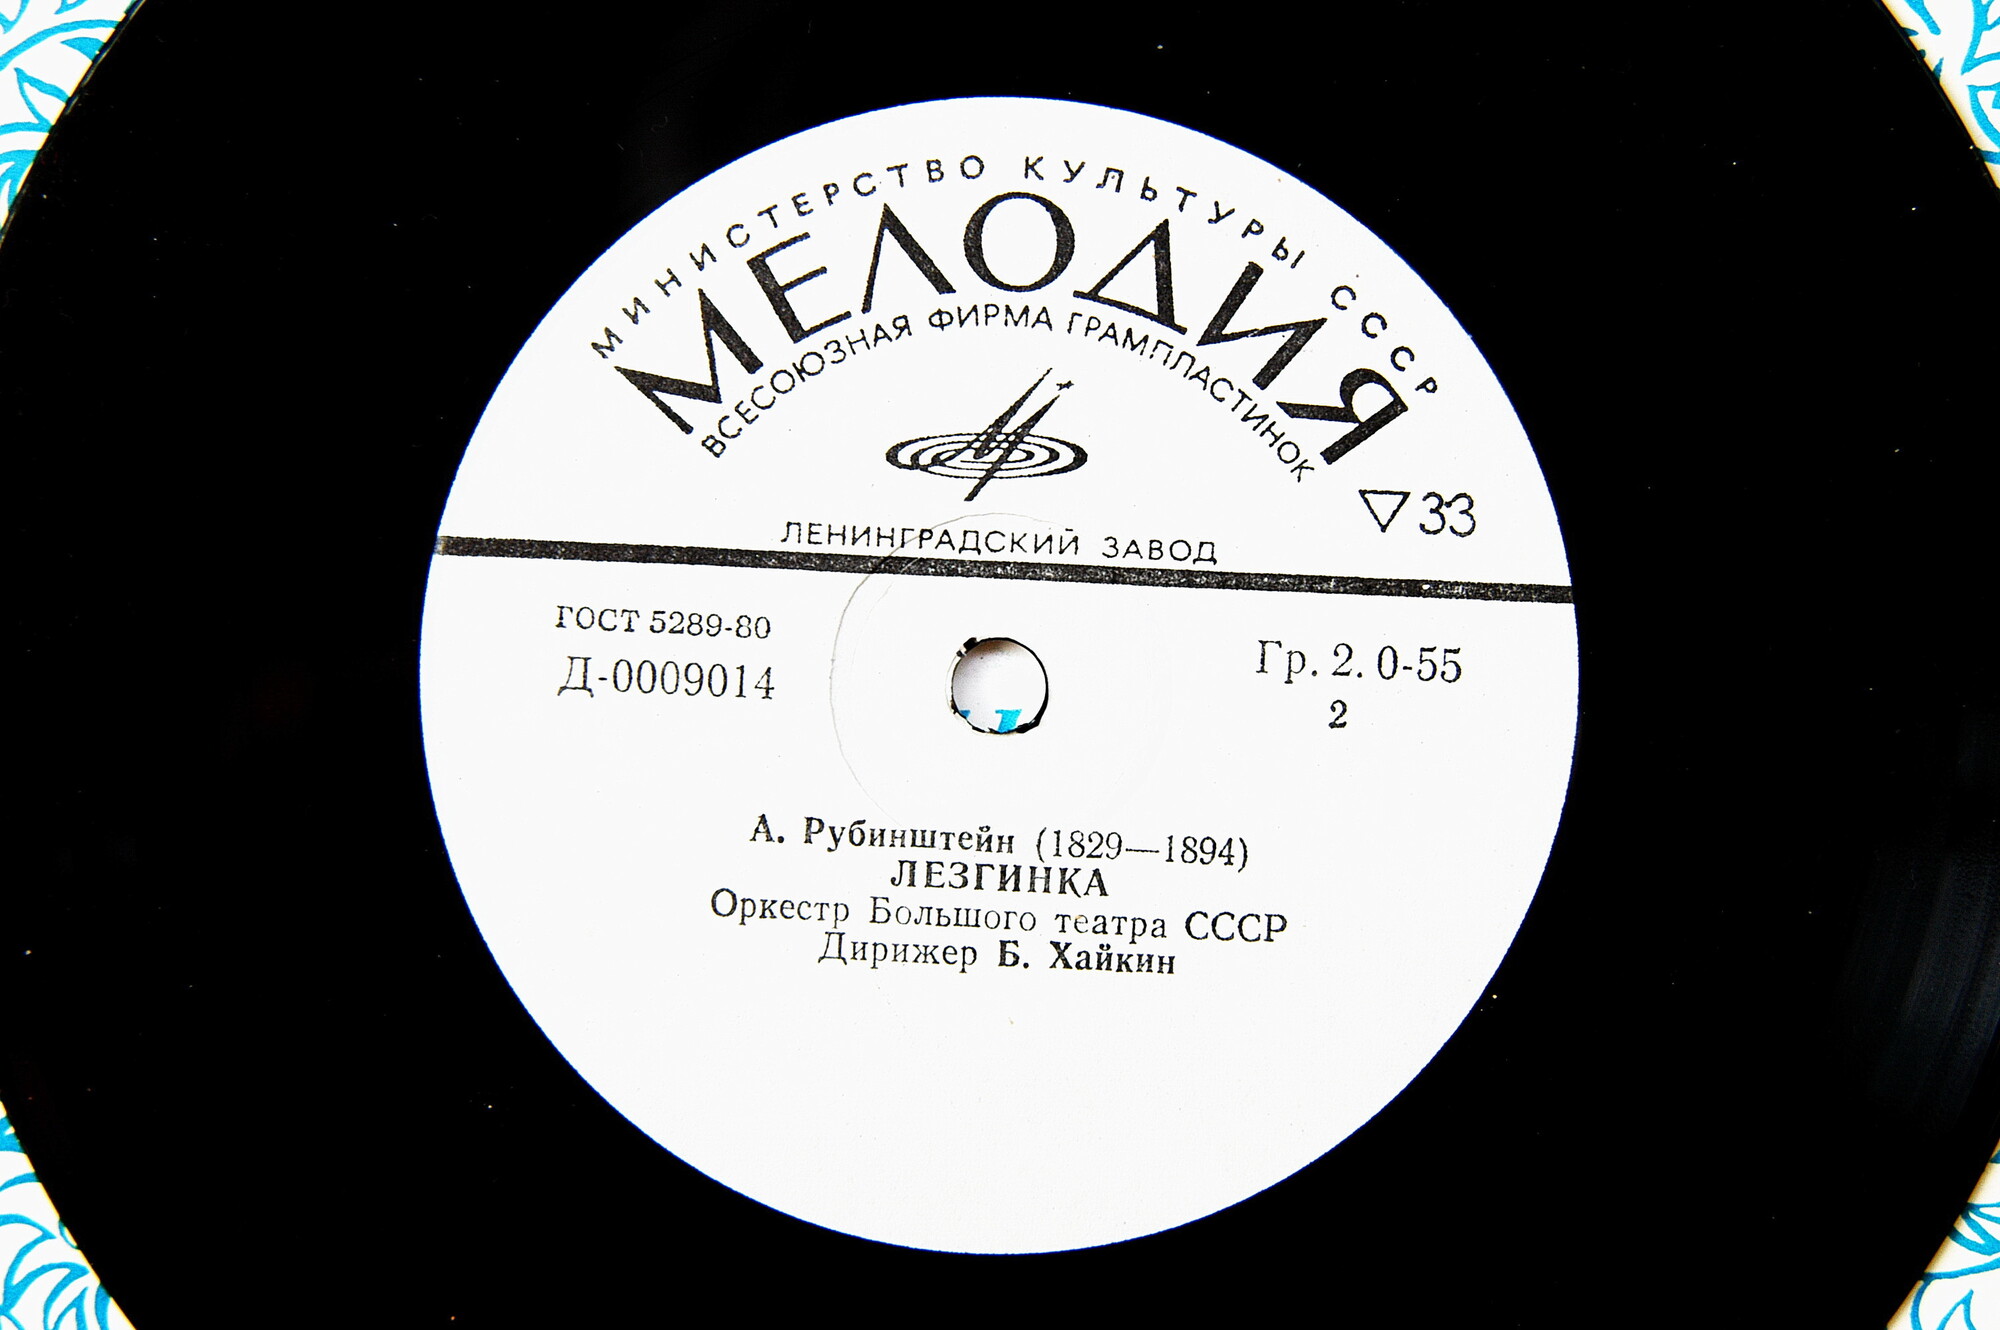 МИНИСТЕРСТВО КУЛЬТУРЫ СССР
МЕЛОДИЯ
ВСЕСОЮЗНАЯ ФИРМА ГРАМПЛАСТИНОК
33
ЛЕНИНГРАДСКИЙ ЗАВОД
ГОСТ 5289-80
Д-0009014
Гр. 2. 0-55
2
А. Рубинштейн (1829—1894)
ЛЕЗГИНКА
Оркестр Большого театра СССР
Дирижер Б. Хайкин